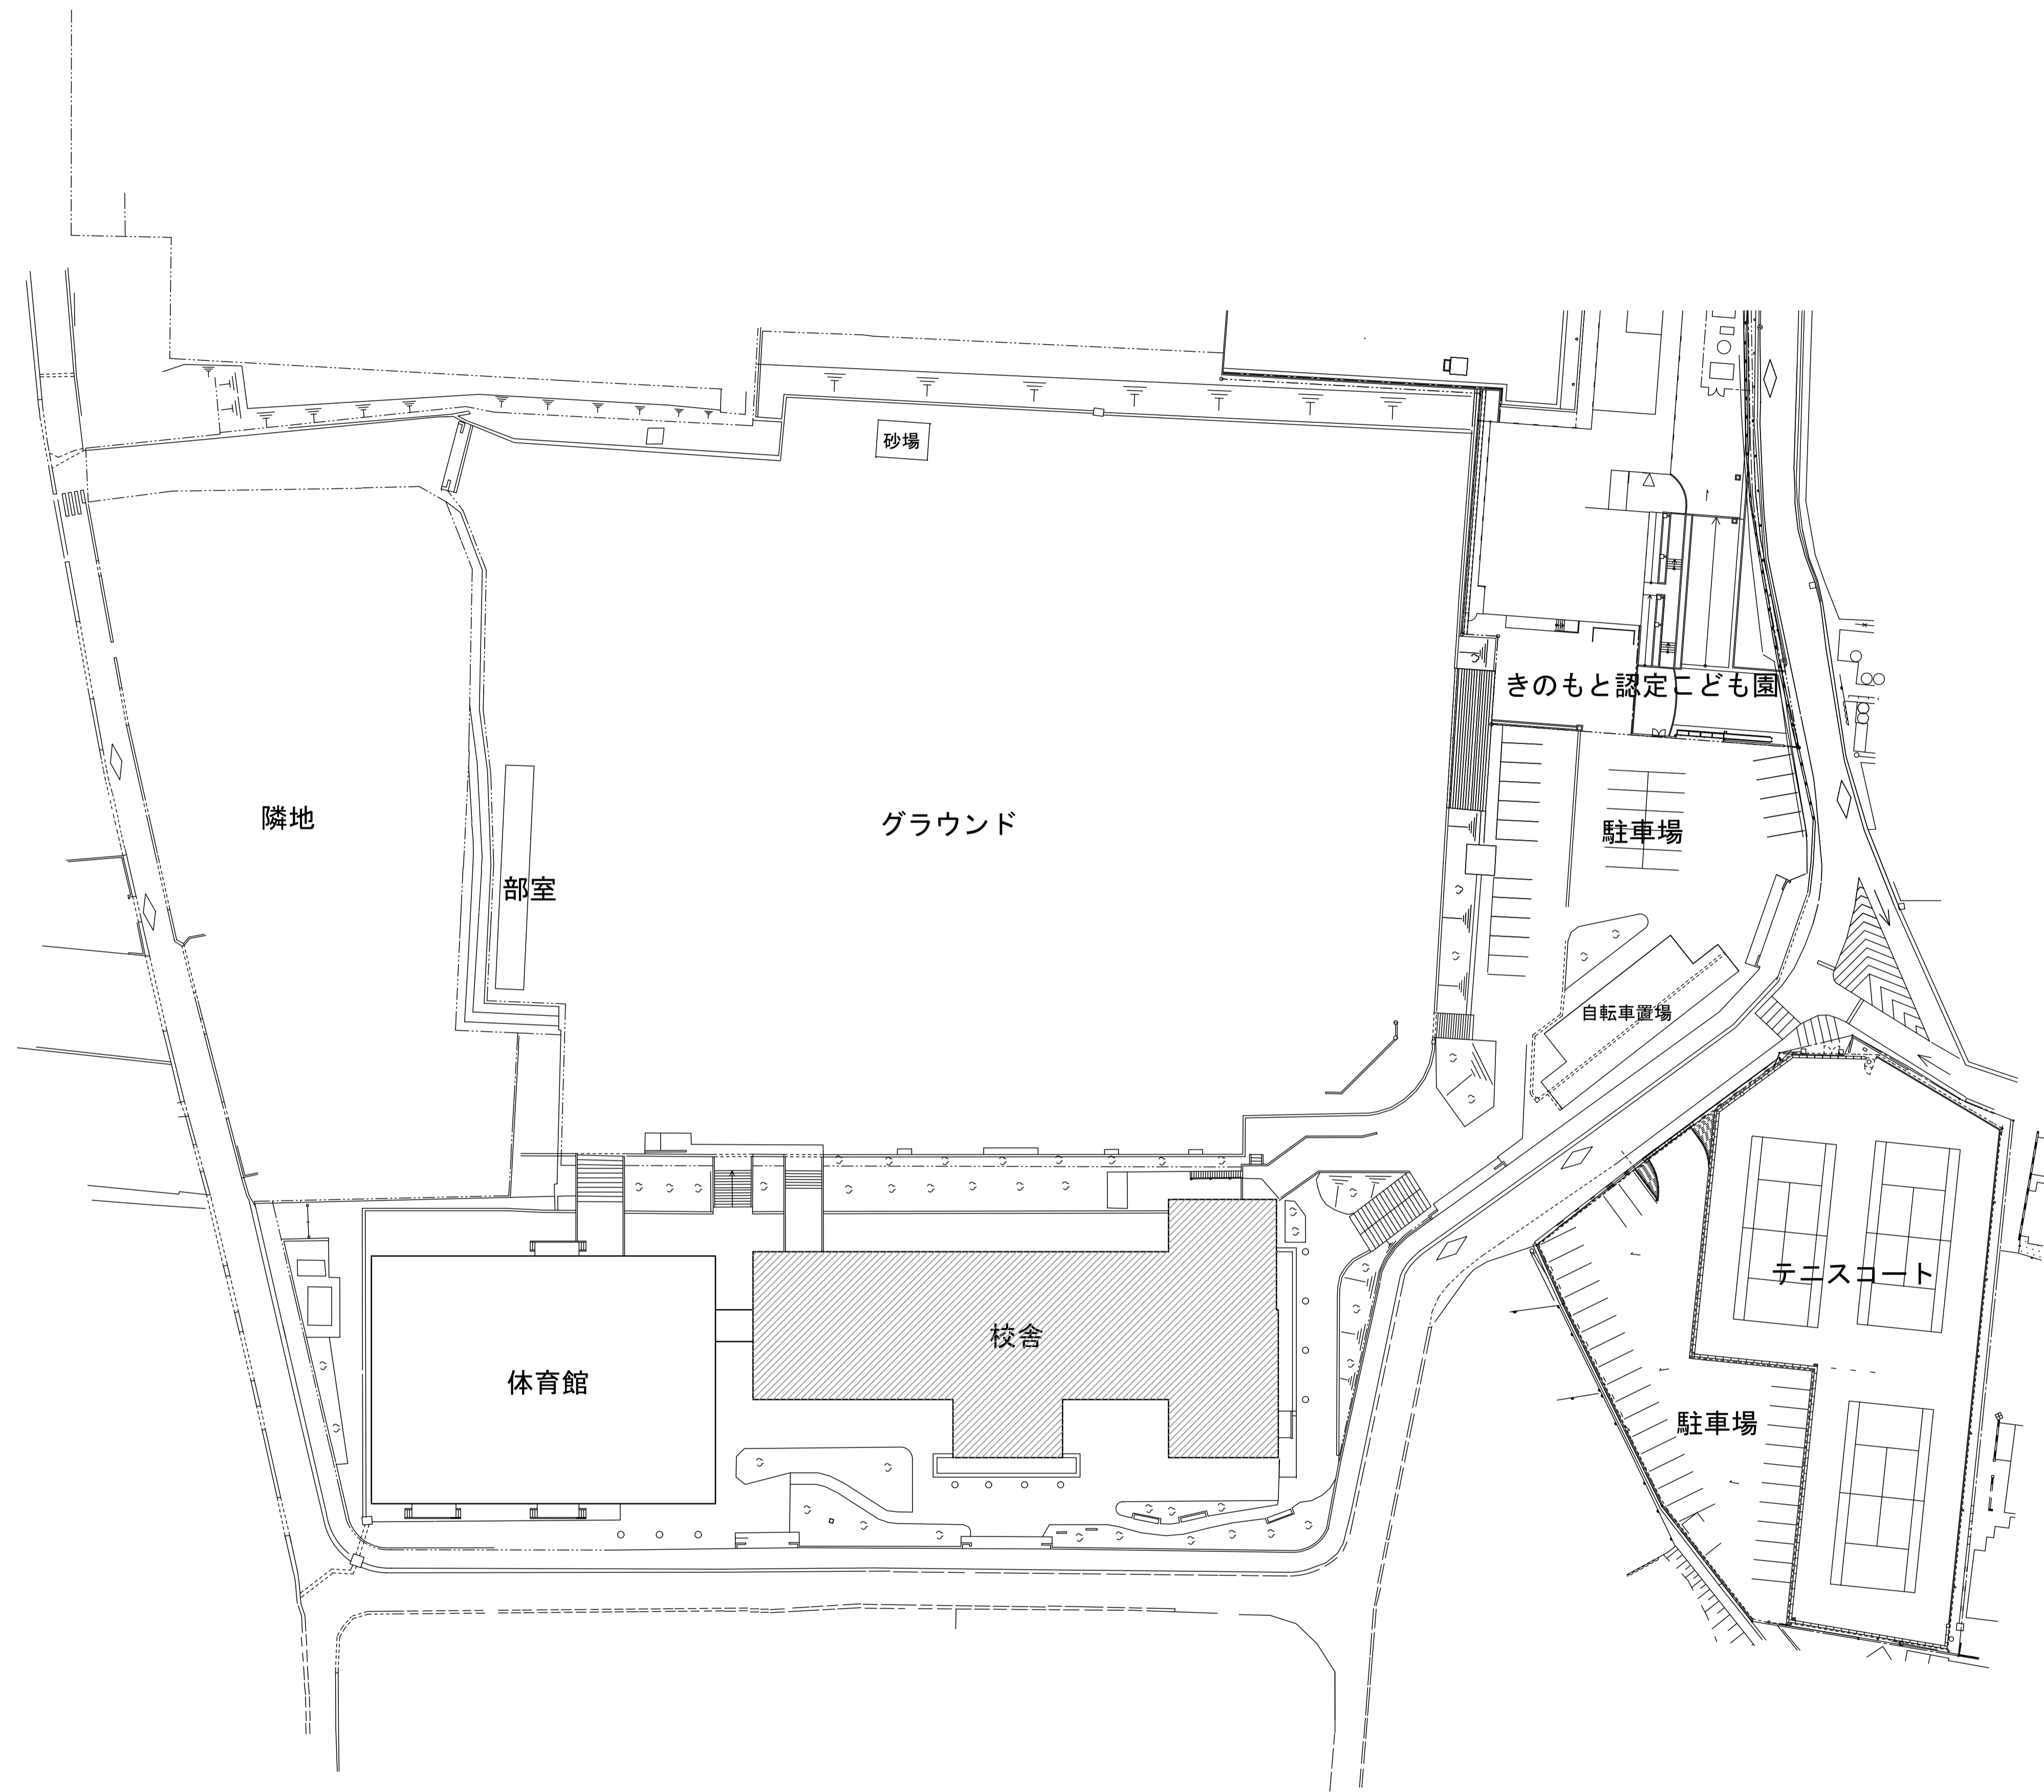 砂場
きのもと認定こども園
隣地
グラウンド
駐車場
部室
自転車置場
テニスコート
校舎
体育館
駐車場